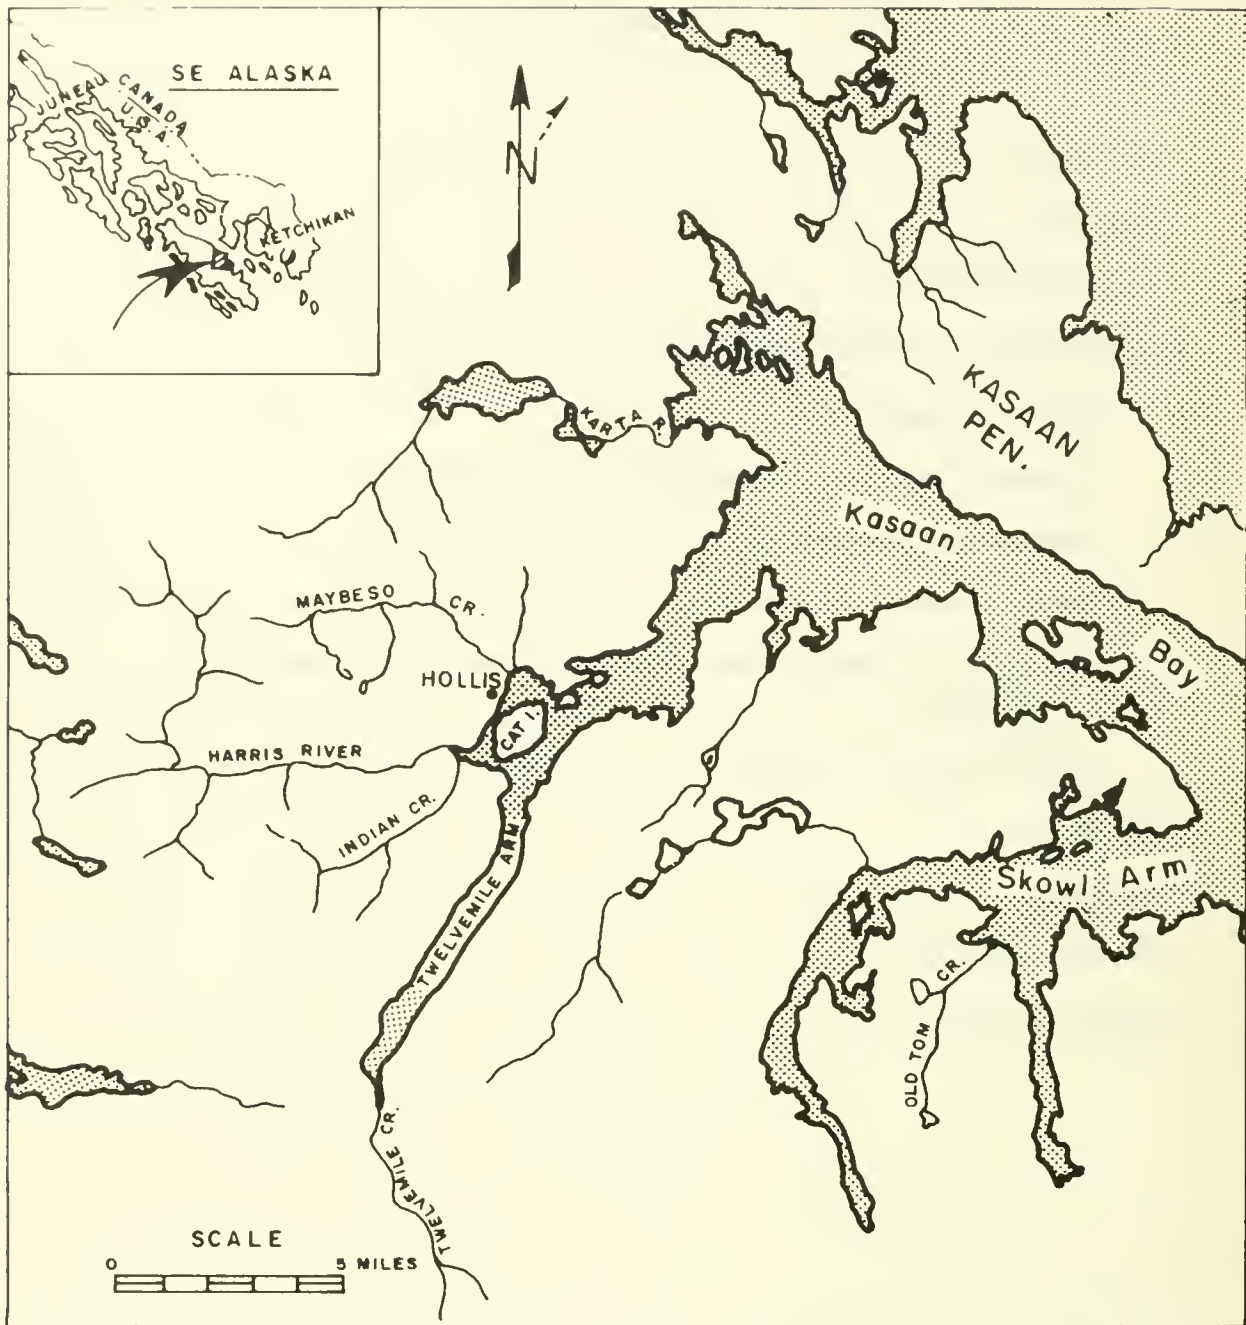 SE ALASKA
JUNEAU
CANADA
U.S.A.
KETCHIKAN
N
KARTA R.
KASAAN
PEN.
Kasaan
Bay
MAYBESO CR.
HOLLIS
CAT I.
HARRIS RIVER
INDIAN CR.
TWELVEMILE ARM
Skowl Arm
OLD TOM CR.
TWELVEMILE CR.
SCALE
0 5 MILES